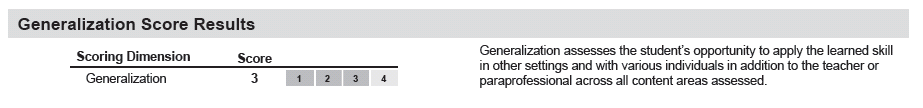 Generalization Score Results
Scoring Dimension Score
Generalization 3 1 2 3 4
Generalization assesses the student's opportunity to apply the learned skill
in other settings and with various individuals in addition to the teacher or
paraprofessional across all content areas assessed.